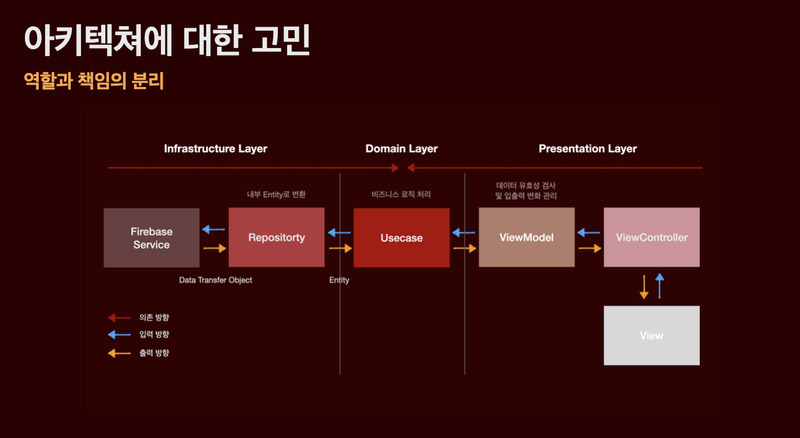 아키텍쳐에 대한 고민
역할과 책임의 분리
Infrastructure Layer
Domain Layer
Presentation Layer
내부 Entity로 변환
비즈니스 로직 처리
데이터 유효성 검사
및 입출력 변화 관리
Firebase
Service
Repositorty
Usecase
ViewModel
ViewController
Data Transfer Object
Entity
View
의존 방향
입력 방향
출력 방향